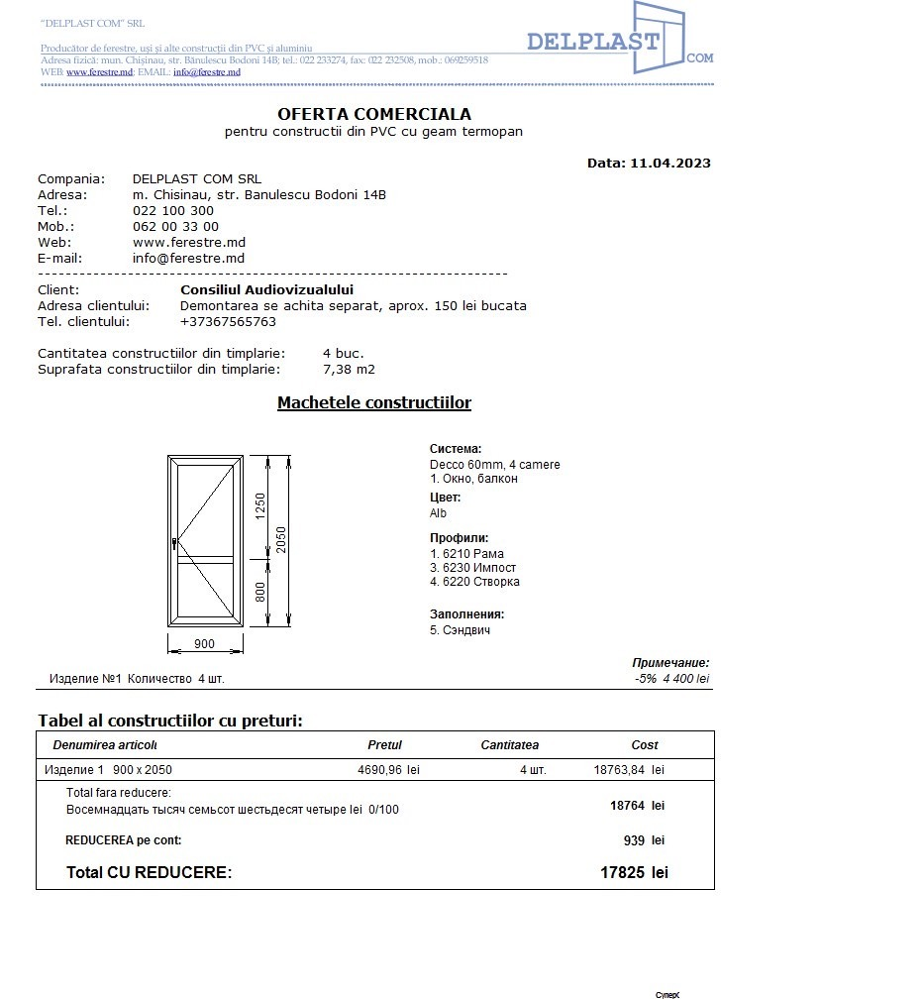 "DELPLAST COM" SRL
Producător de ferestre, uși și alte construcții din PVC și aluminiu
Adresa fizică: mun. Chișinau, str. Bănulescu Bodoni 14B; tel.: 022 233274, fax: 022 232508, mob.: 069259518
WEB: www.ferestre.md; EMAIL: info@ferestre.md
DELPLAST COM
OFERTA COMERCIALA
pentru constructii din PVC cu geam termopan
Data: 11.04.2023
Compania: DELPLAST COM SRL
Adresa: m. Chisinau, str. Banulescu Bodoni 14B
Tel.: 022 100 300
Mob.: 062 00 33 00
Web: www.ferestre.md
E-mail: info@ferestre.md
Client: Consiliul Audiovizualului
Adresa clientului: Demontarea se achita separat, aprox. 150 lei bucata
Tel. clientului: +37367565763
Cantitatea constructiilor din timplarie: 4 buc.
Suprafata constructiilor din timplarie: 7,38 m2
Machetele constructiilor
1250
2050
800
900
Система:
Decco 60mm, 4 camere
1. Окно, балкон
Цвет:
Alb
Профили:
1. 6210 Рама
3. 6230 Импост
4. 6220 Створка
Заполнения:
5. Сэндвич
Примечание:
Изделие №1 Количество 4 шт. -5% 4 400 lei
Tabel al constructiilor cu preturi:
Denumirea articolu Pretul Cantitatea Cost
Изделие 1 900 x 2050 4690,96 lei 4 шт. 18763,84 lei
Total fara reducere:
Восемнадцать тысяч семьсот шестьдесят четыре lei 0/100 18764 lei
REDUCEREA pe cont: 939 lei
Total CU REDUCERE: 17825 lei